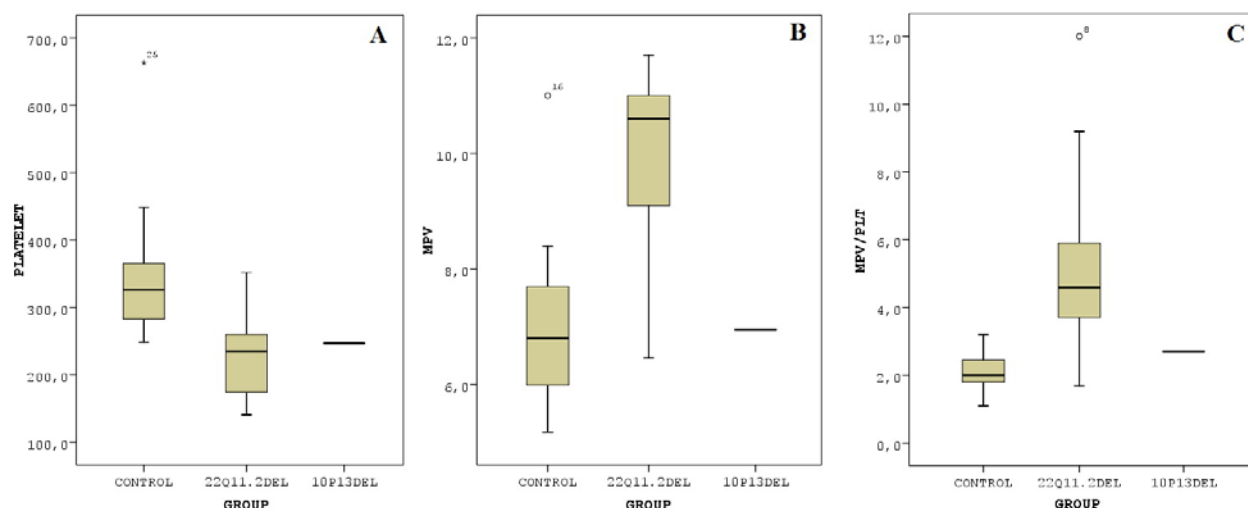 A
700,0
25
600,0
500,0
400,0
300,0
200,0
100,0
PLATELET
CONTROL 22Q11.2DEL 10P13DEL
GROUP
B
12,0
16
10,0
8,0
6,0
MPV
CONTROL 22Q11.2DEL 10P13DEL
GROUP
C
12,0
8
10,0
8,0
6,0
4,0
2,0
0,0
MPV/PLT
CONTROL 22Q11.2DEL 10P13DEL
GROUP